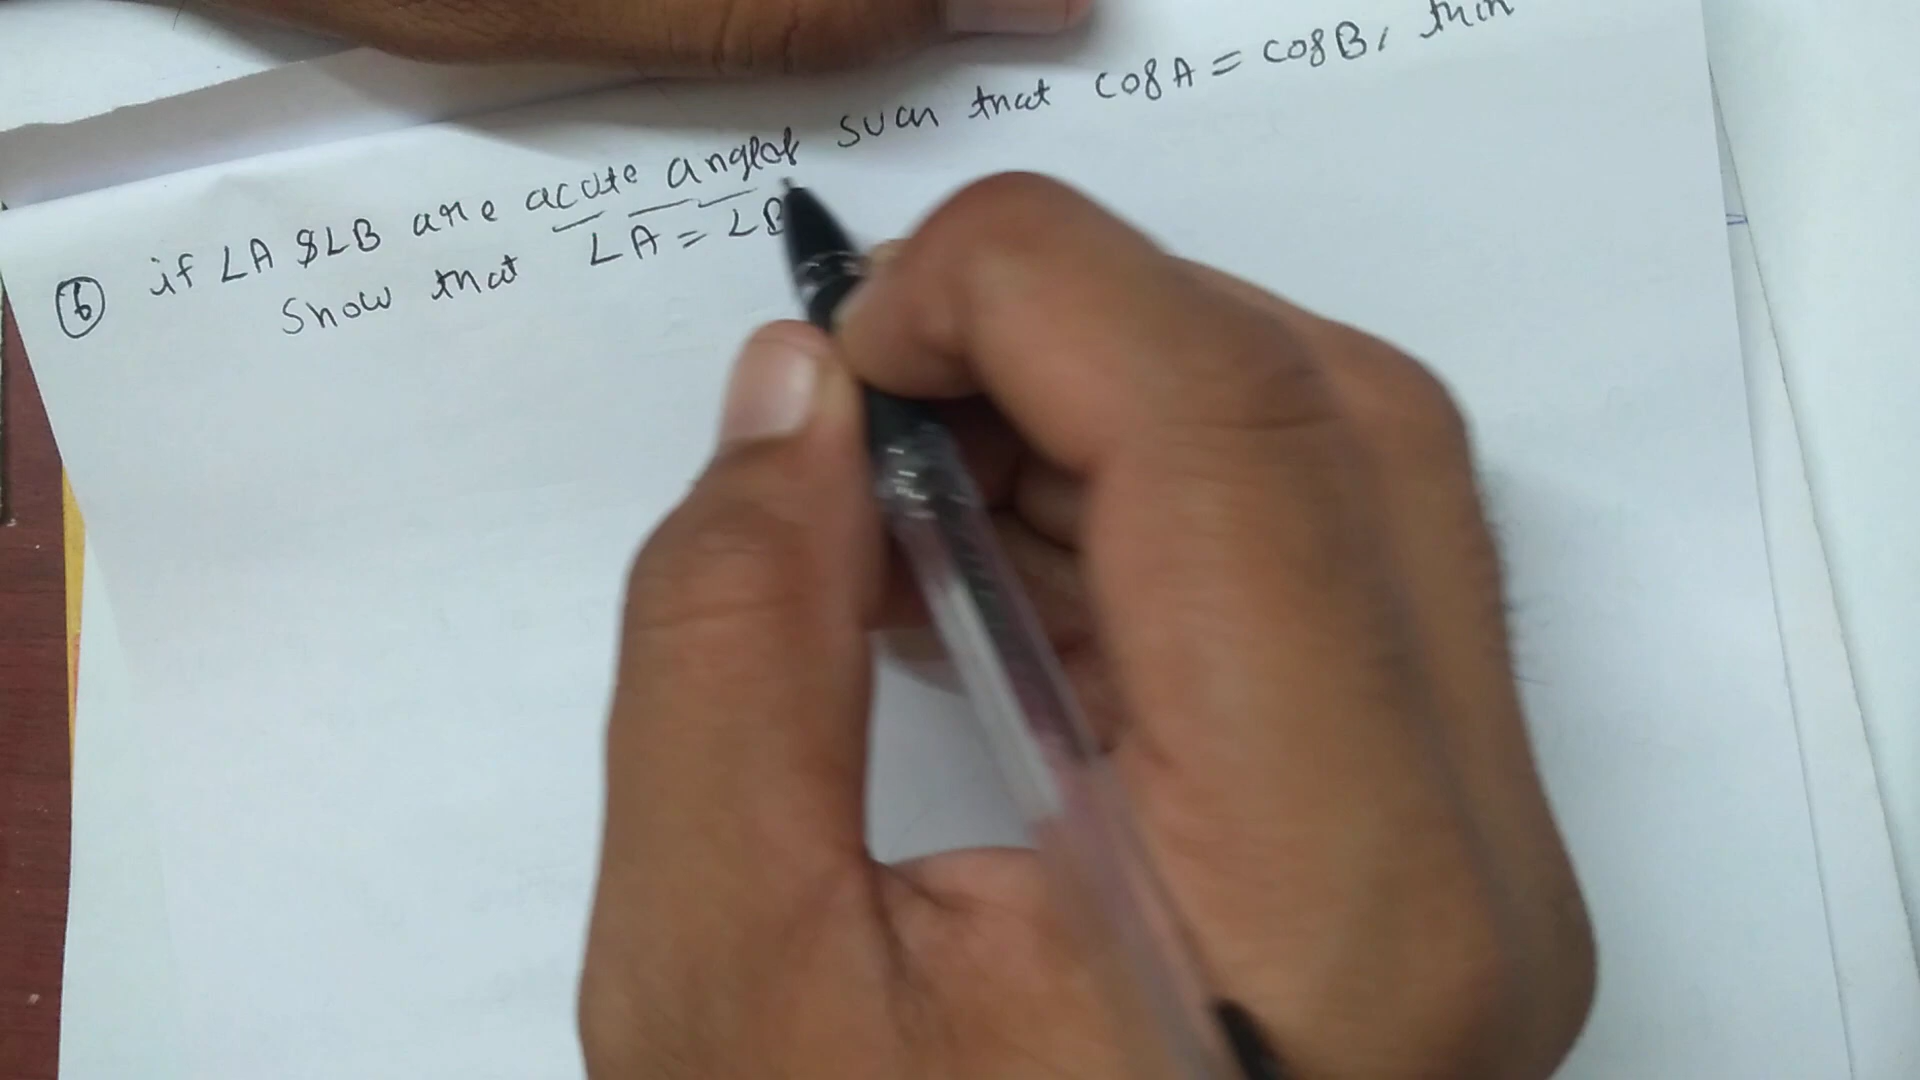 6 if ∠A & ∠B are acute angles such that cos A = cos B, then
Show that ∠A = ∠B